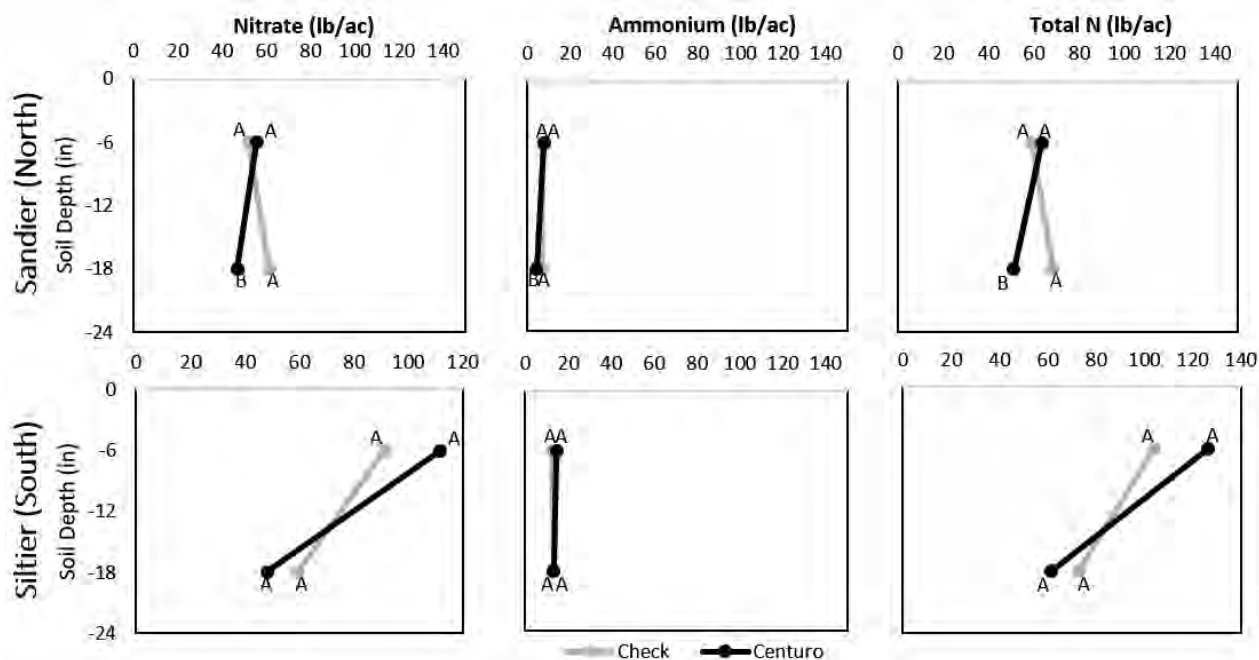 Nitrate (lb/ac) Ammonium (lb/ac) Total N (lb/ac)
0 20 40 60 80 100 120 140 0 20 40 60 80 100 120 140 0 20 40 60 80 100 120 140
Sandier (North)
Soil Depth (in)
0
-6
-12
-18
-24
A A AA A A
B A BA B A
0 20 40 60 80 100 120 0 20 40 60 80 100 120 140 0 20 40 60 80 100 120 140
Siltier (South)
Soil Depth (in)
0
-6
-12
-18
-24
A A AA A A
A A AA A A
Check Centuro